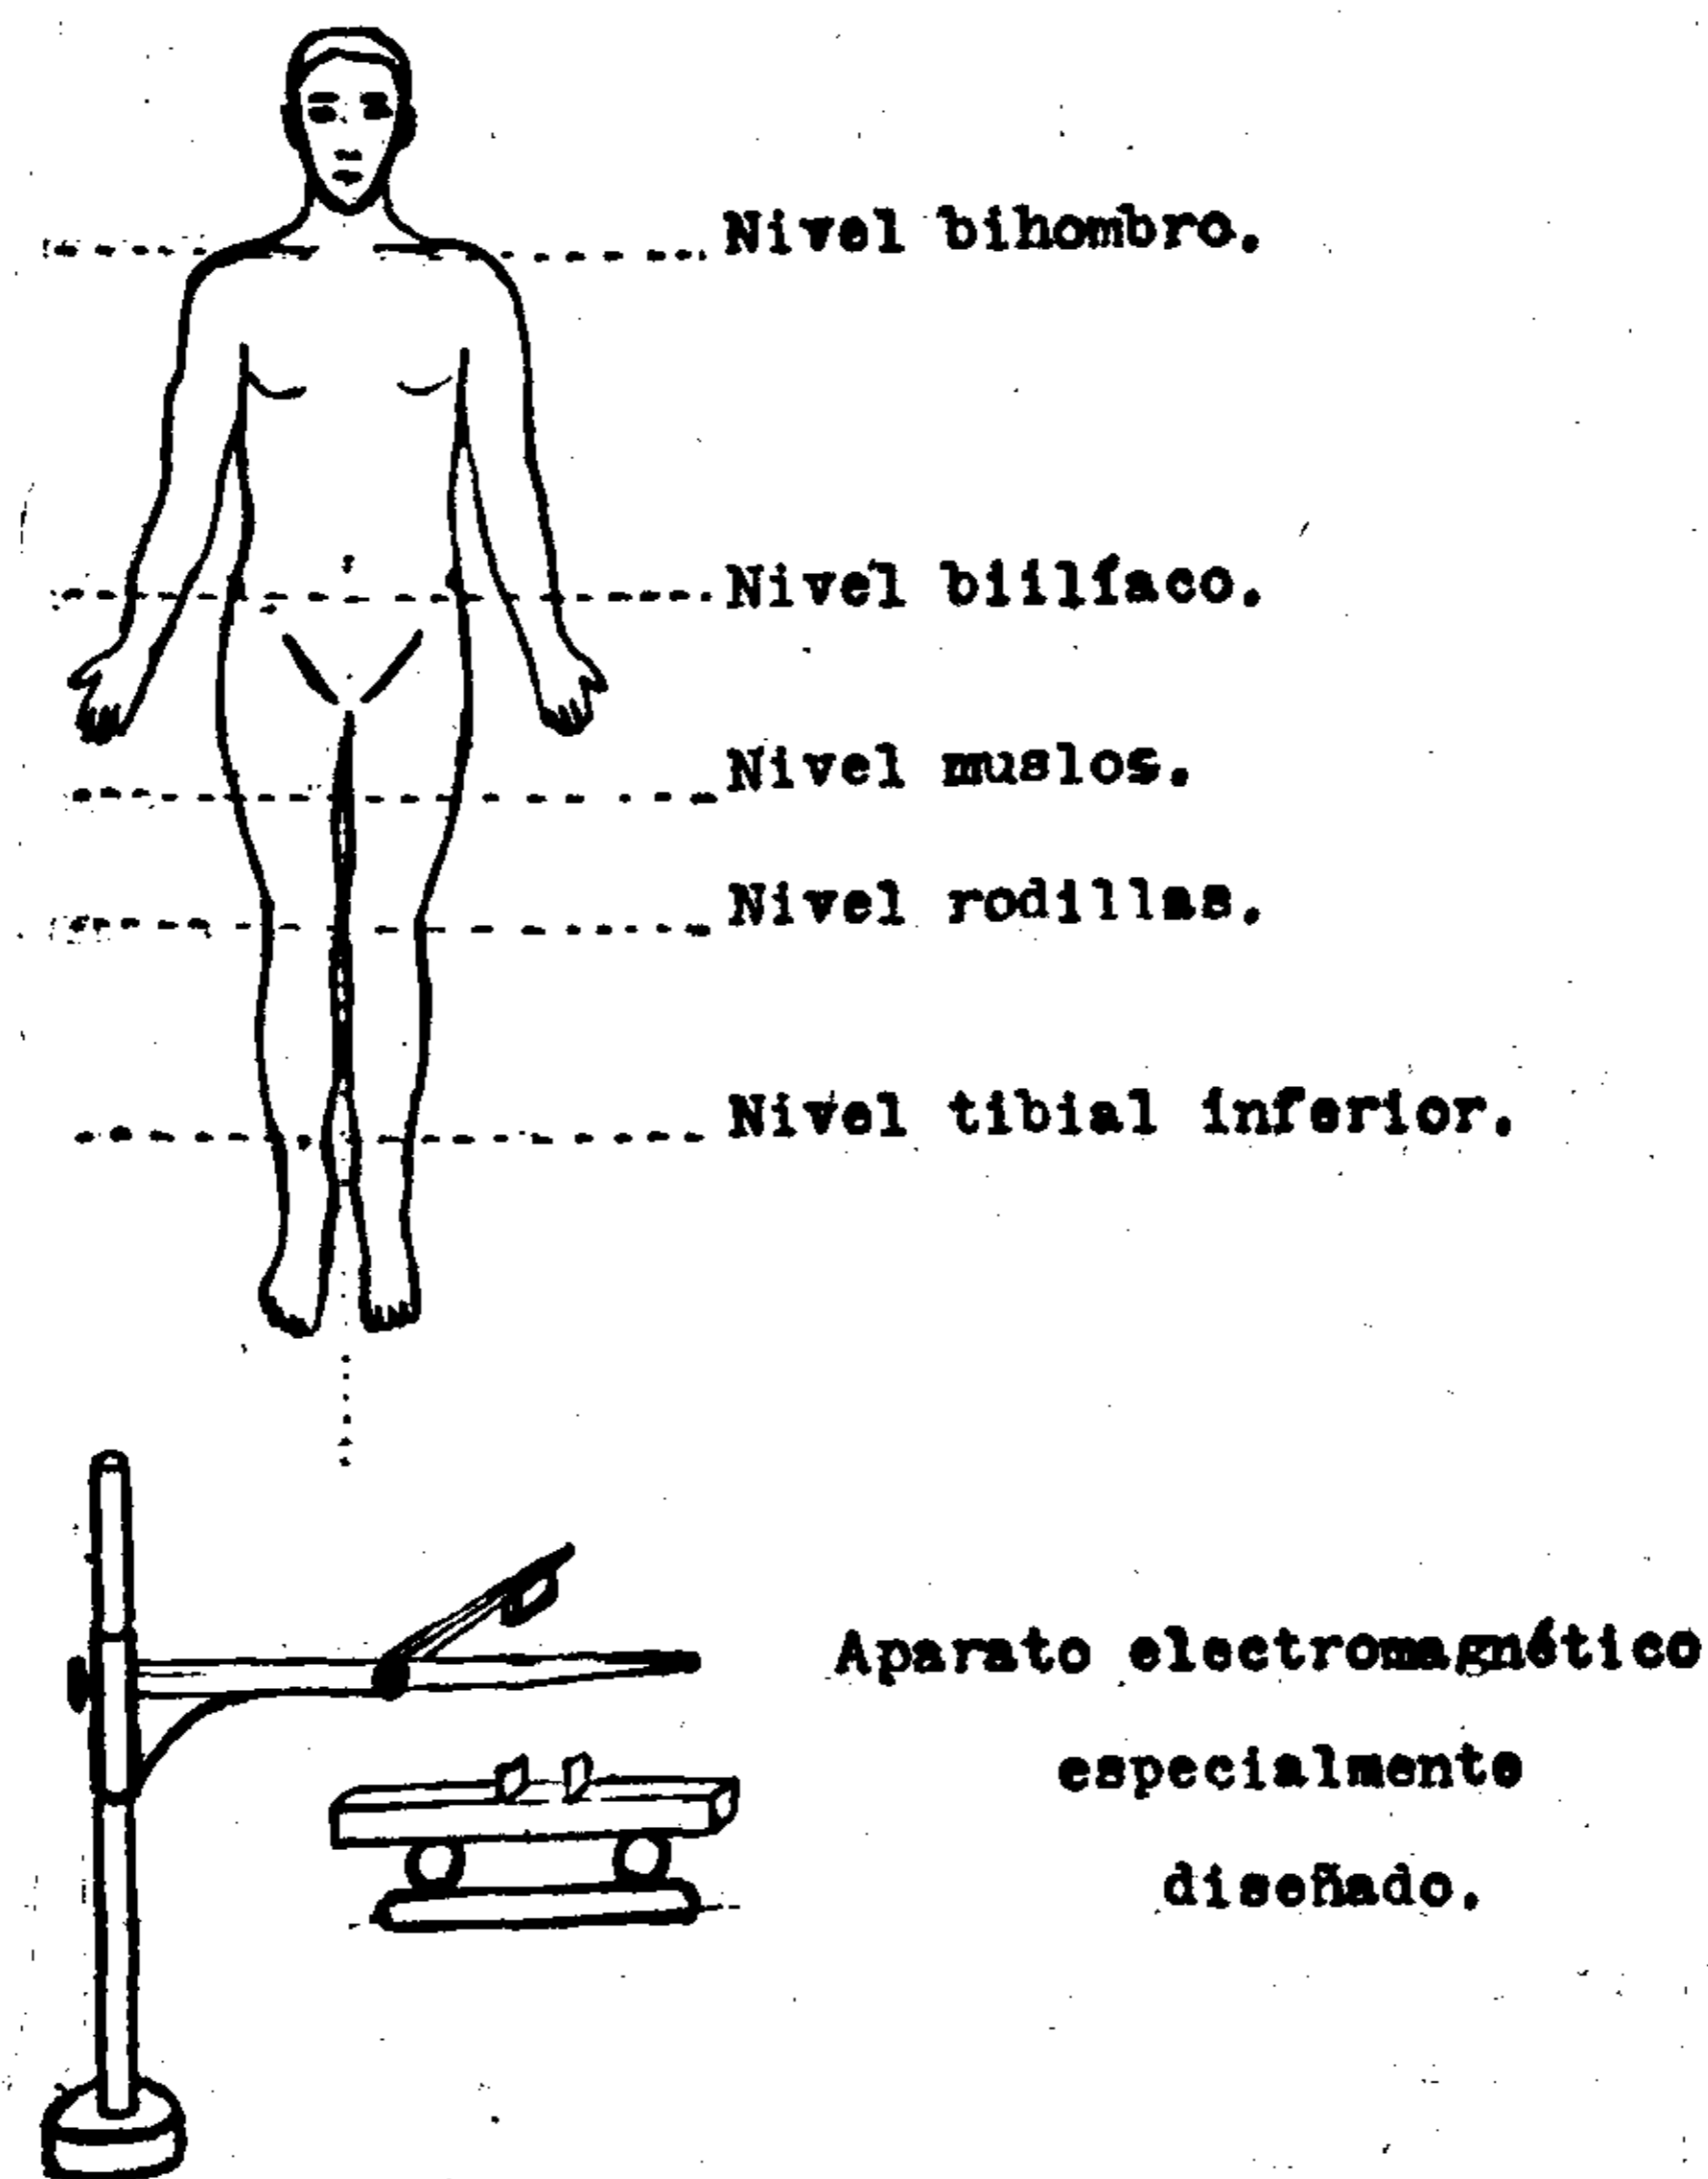 Nivel bihombro.
Nivel biilíaco.
Nivel muslos.
Nivel rodillas.
Nivel tibial inferior.
Aparato electromagnético
especialmente
diseñado.